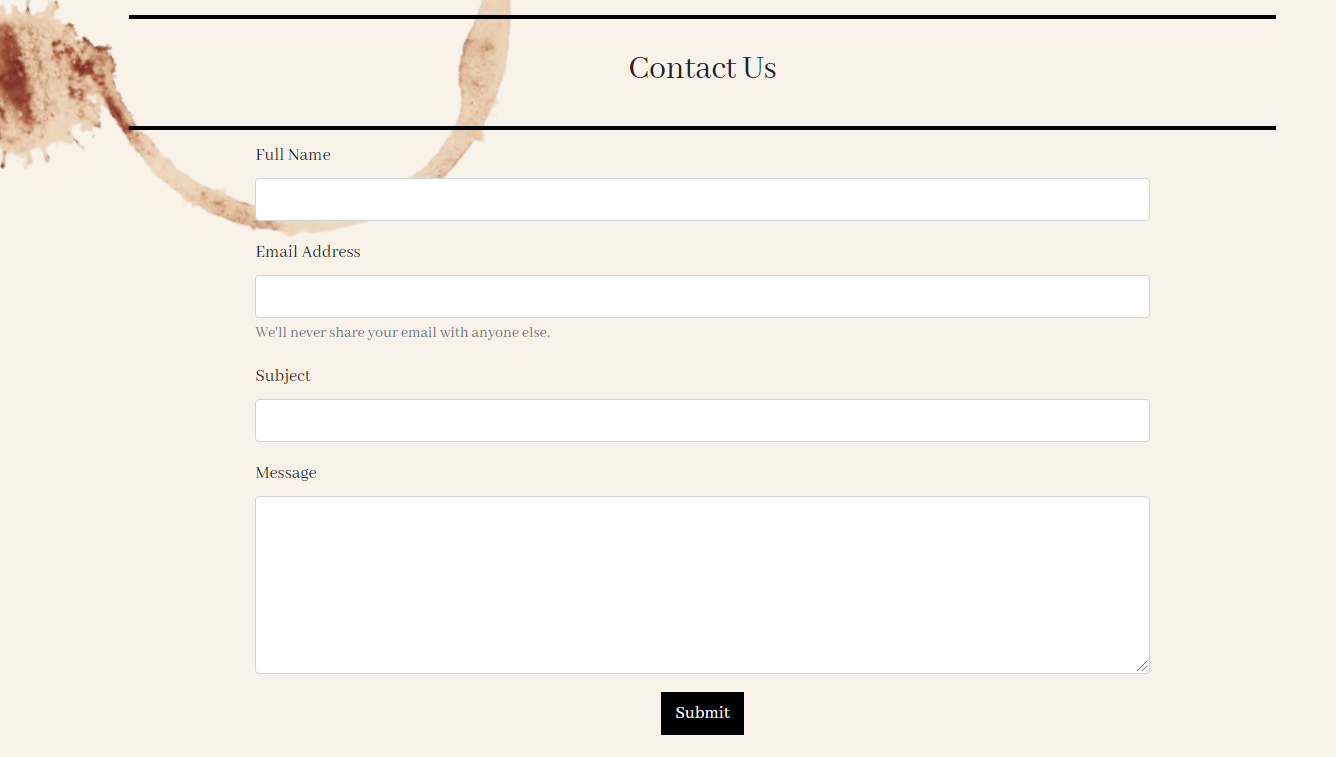 Contact Us
Full Name
Email Address
We'll never share your email with anyone else.
Subject
Message
Submit